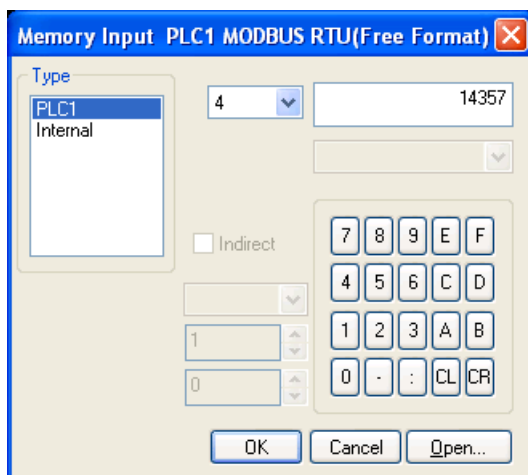 Memory Input PLC1 MODBUS RTU(Free Format)
Type
PLC1
Internal
4
14357
Indirect
1
0
7 8 9 E F
4 5 6 C D
1 2 3 A B
0 - : CL CR
OK Cancel Open...